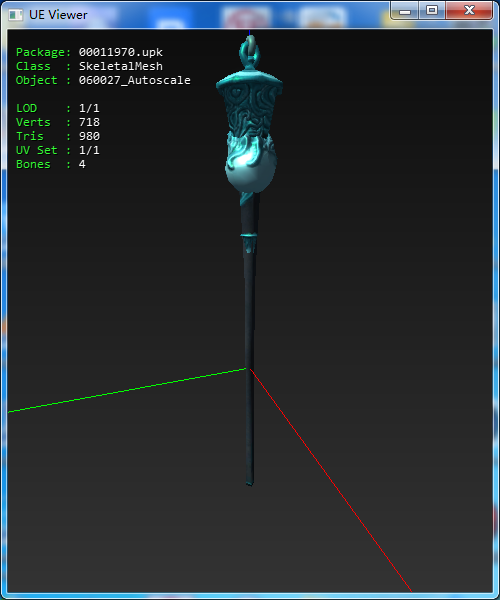 UE Viewer
Package: 00011970.upk
Class : SkeletalMesh
Object : 060027_Autoscale
LOD : 1/1
Verts : 718
Tris : 980
UV Set : 1/1
Bones : 4